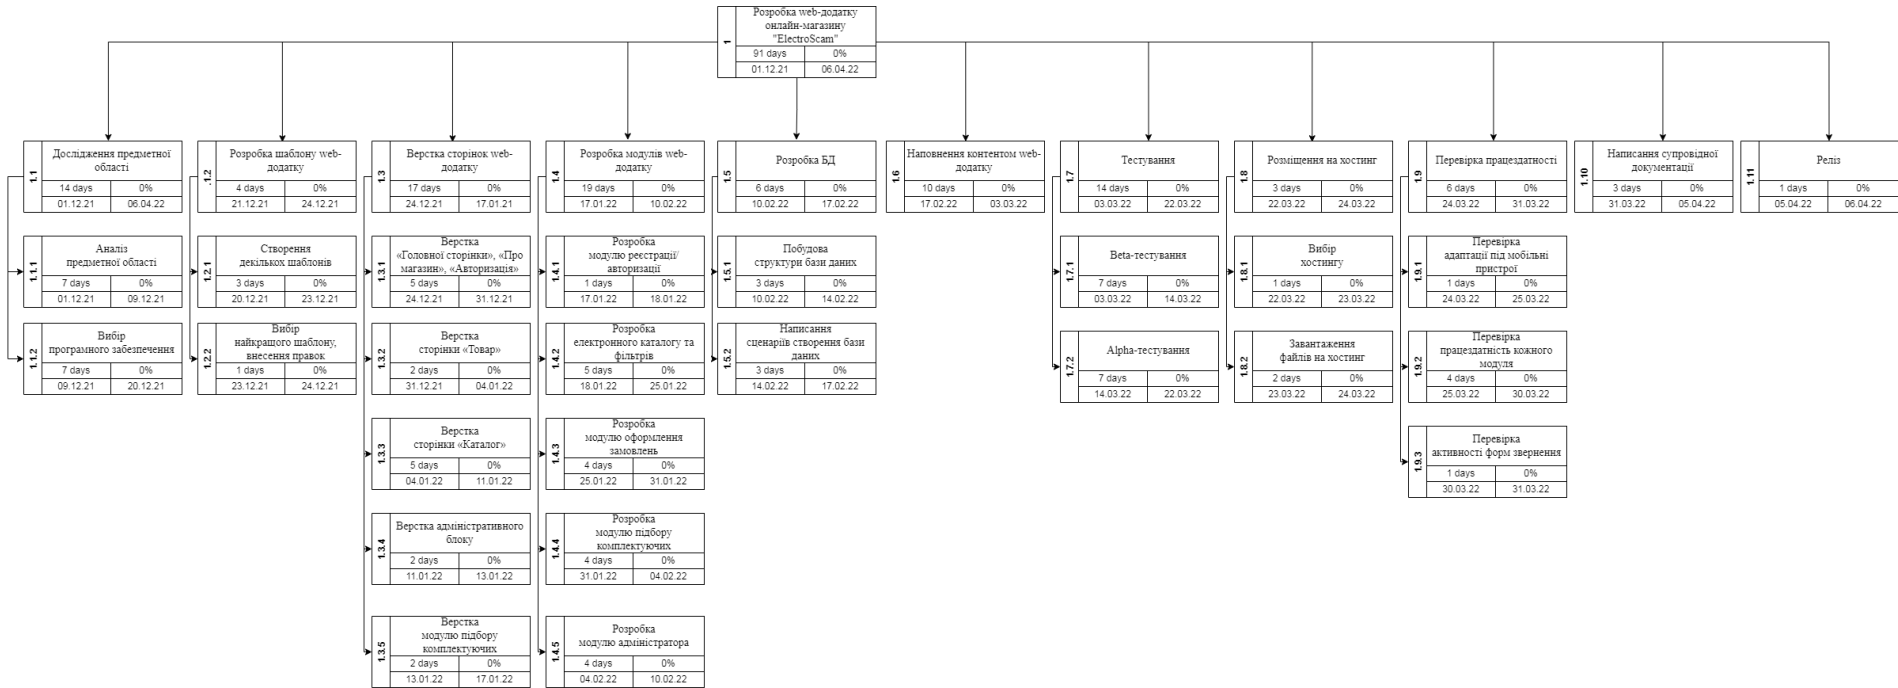 1
Розробка web-додатку
онлайн-магазину
"ElectroScam"
91 days 0%
01.12.21 06.04.22
1.1
Дослідження предметної
області
14 days 0%
01.12.21 06.04.22
1.1.1
Аналіз
предметної області
7 days 0%
01.12.21 09.12.21
1.1.2
Вибір
програмного забезпечення
7 days 0%
09.12.21 20.12.21
.1.2
Розробка шаблону web-
додатку
4 days 0%
21.12.21 24.12.21
1.2.1
Створення
декількох шаблонів
3 days 0%
20.12.21 23.12.21
1.2.2
Вибір
найкращого шаблону,
внесення правок
1 days 0%
23.12.21 24.12.21
1.3
Верстка сторінок web-
додатку
17 days 0%
24.12.21 17.01.21
1.3.1
Верстка
«Головної сторінки», «Про
магазин», «Авторизація»
5 days 0%
24.12.21 31.12.21
1.3.2
Верстка
сторінки «Товар»
2 days 0%
31.12.21 04.01.22
1.3.3
Верстка
сторінки «Каталог»
5 days 0%
04.01.22 11.01.22
1.3.4
Верстка адміністративного
блоку
2 days 0%
11.01.22 13.01.22
1.3.5
Верстка
модулю підбору
комплектуючих
2 days 0%
13.01.22 17.01.22
1.4
Розробка модулів web-
додатку
19 days 0%
17.01.22 10.02.22
1.4.1
Розробка
модулю реєстрації/
авторизації
1 days 0%
17.01.22 18.01.22
1.4.2
Розробка
електронного каталогу та
фільтрів
5 days 0%
18.01.22 25.01.22
1.4.3
Розробка
модулю оформлення
замовлень
4 days 0%
25.01.22 31.01.22
1.4.4
Розробка
модулю підбору
комплектуючих
4 days 0%
31.01.22 04.02.22
1.4.5
Розробка
модулю адміністратора
4 days 0%
04.02.22 10.02.22
1.5
Розробка БД
6 days 0%
10.02.22 17.02.22
1.5.1
Побудова
структури бази даних
3 days 0%
10.02.22 14.02.22
1.5.2
Написання
сценаріїв створення бази
даних
3 days 0%
14.02.22 17.02.22
1.6
Наповнення контентом web-
додатку
10 days 0%
17.02.22 03.03.22
1.7
Тестування
14 days 0%
03.03.22 22.03.22
1.7.1
Beta-тестування
7 days 0%
03.03.22 14.03.22
1.7.2
Alpha-тестування
7 days 0%
14.03.22 22.03.22
1.8
Розміщення на хостинг
3 days 0%
22.03.22 24.03.22
1.8.1
Вибір
хостингу
1 days 0%
22.03.22 23.03.22
1.8.2
Завантаження
файлів на хостинг
2 days 0%
23.03.22 24.03.22
1.9
Перевірка працездатності
6 days 0%
24.03.22 31.03.22
1.9.1
Перевірка
адаптації під мобільні
пристрої
1 days 0%
24.03.22 25.03.22
1.9.2
Перевірка
працездатність кожного
модуля
4 days 0%
25.03.22 30.03.22
1.9.3
Перевірка
активності форм звернення
1 days 0%
30.03.22 31.03.22
1.10
Написання супровідної
документації
3 days 0%
31.03.22 05.04.22
1.11
Реліз
1 days 0%
05.04.22 06.04.22